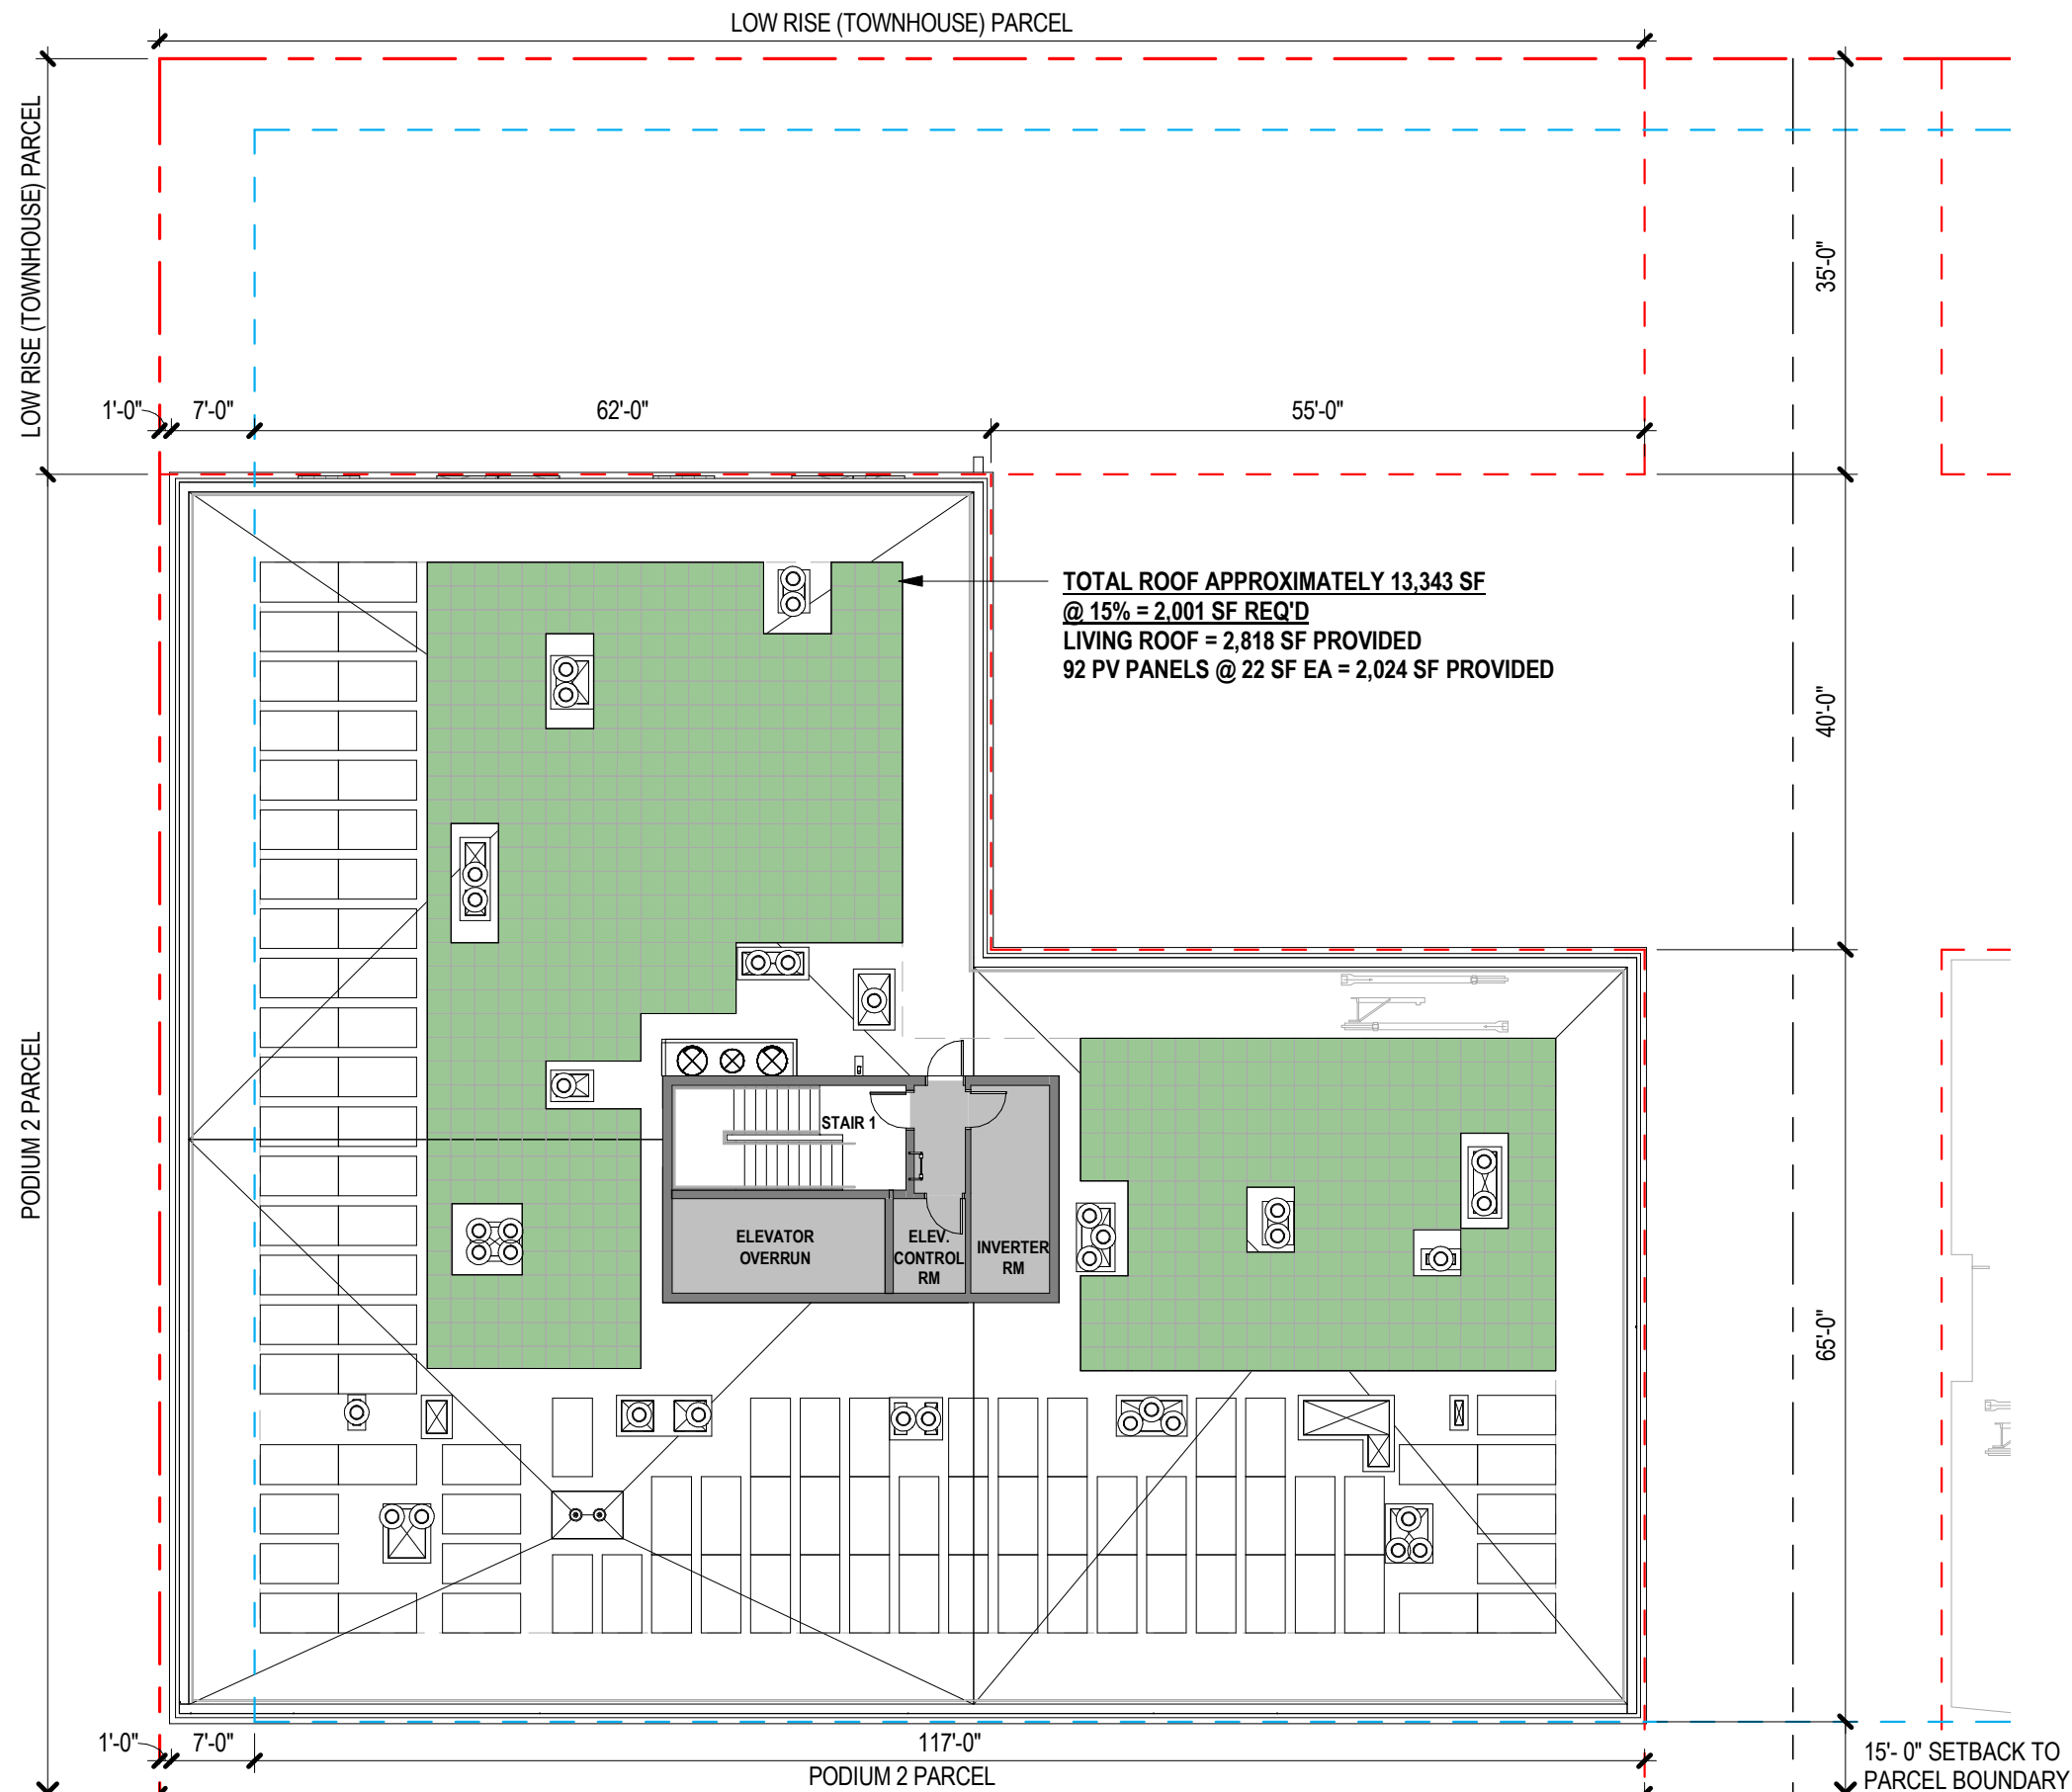 LOW RISE (TOWNHOUSE) PARCEL
LOW RISE (TOWNHOUSE) PARCEL
35'-0"
1'-0"
7'-0"
62'-0"
55'-0"
TOTAL ROOF APPROXIMATELY 13,343 SF
@ 15% = 2,001 SF REQ'D
LIVING ROOF = 2,818 SF PROVIDED
92 PV PANELS @ 22 SF EA = 2,024 SF PROVIDED
40'-0"
PODIUM 2 PARCEL
STAIR 1
ELEVATOR
OVERRUN
ELEV.
CONTROL
RM
INVERTER
RM
65'-0"
1'-0"
7'-0"
117'-0"
PODIUM 2 PARCEL
15'- 0" SETBACK TO
PARCEL BOUNDARY